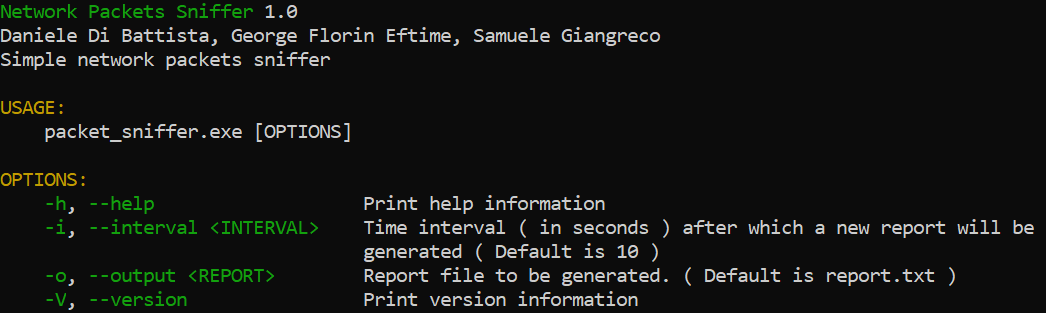 Network Packets Sniffer 1.0
Daniele Di Battista, George Florin Eftime, Samuele Giangreco
Simple network packets sniffer
USAGE:
packet_sniffer.exe [OPTIONS]
OPTIONS:
-h, --help Print help information
-i, --interval <INTERVAL> Time interval ( in seconds ) after which a new report will be
generated ( Default is 10 )
-o, --output <REPORT> Report file to be generated. ( Default is report.txt )
-V, --version Print version information